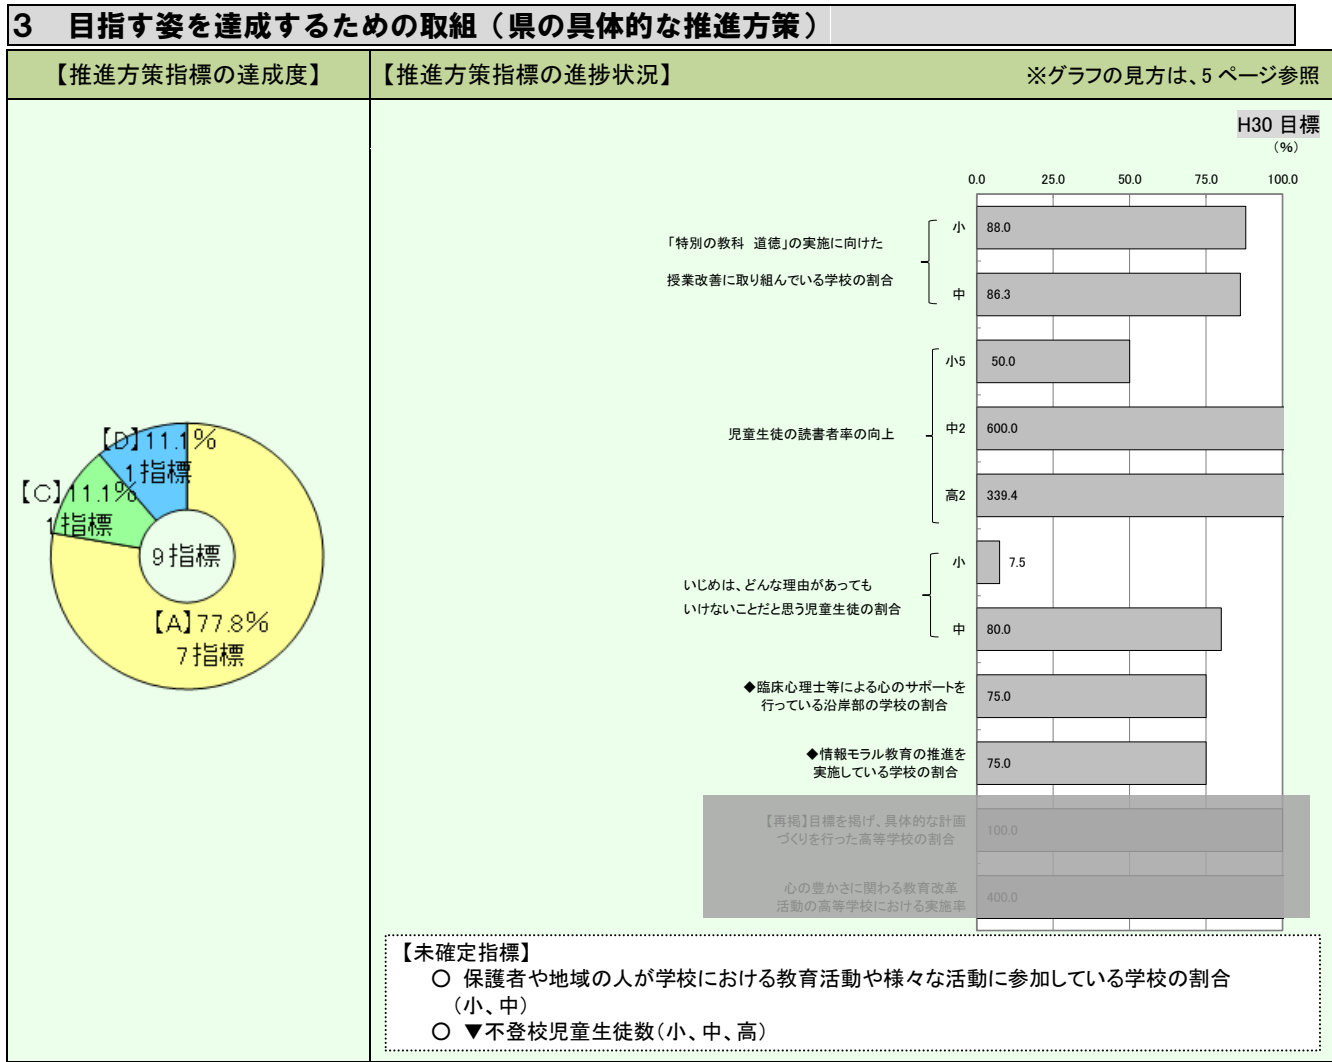 3　目指す姿を達成するための取組（県の具体的な推進方策）
【推進方策指標の達成度】
【推進方策指標の進捗状況】
※グラフの見方は、5 ページ参照
【D】11.1%
1指標
【C】11.1%
1指標
9指標
【A】77.8%
7指標
H30 目標
(%)
0.0 25.0 50.0 75.0 100.0
「特別の教科　道徳」の実施に向けた
授業改善に取り組んでいる学校の割合
小 88.0
中 86.3
児童生徒の読書者率の向上
小5 50.0
中2 600.0
高2 339.4
いじめは、どんな理由があっても
いけないことだと思う児童生徒の割合
小 7.5
中 80.0
◆臨床心理士等による心のサポートを
行っている沿岸部の学校の割合
75.0
◆情報モラル教育の推進を
実施している学校の割合
75.0
【再掲】目標を掲げ、具体的な計画
づくりを行った高等学校の割合
100.0
心の豊かさに関わる教育改革
活動の高等学校における実施率
400.0
【未確定指標】
○ 保護者や地域の人が学校における教育活動や様々な活動に参加している学校の割合
（小、中）
○ ▼不登校児童生徒数（小、中、高）